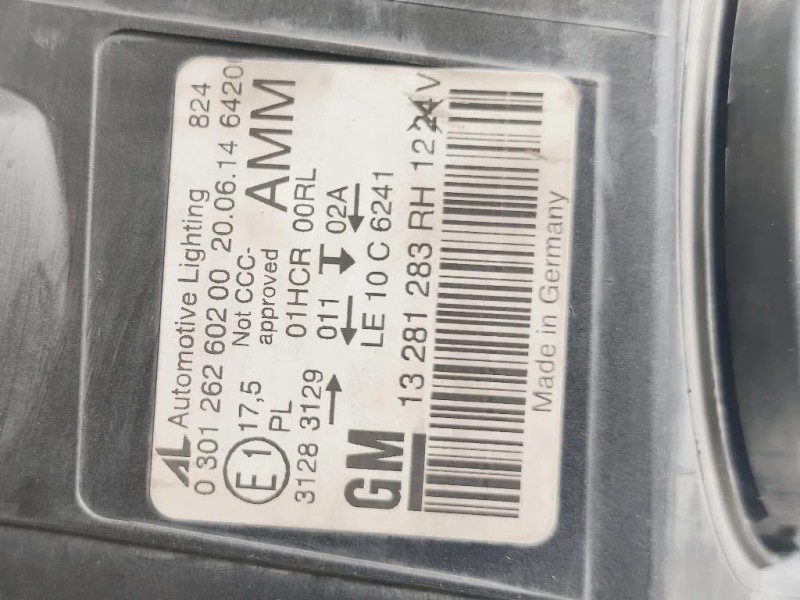 AL Automotive Lighting 824
0 301 262 602 00 20.06.14 6420
E 1 17,5 Not CCC- AMM
PL approved
3128 3129 01HCR 00RL
→ 011 02A
← ↓ ←
LE 10 C 6241
GM 13 281 283 RH 12 24 V
Made in Germany